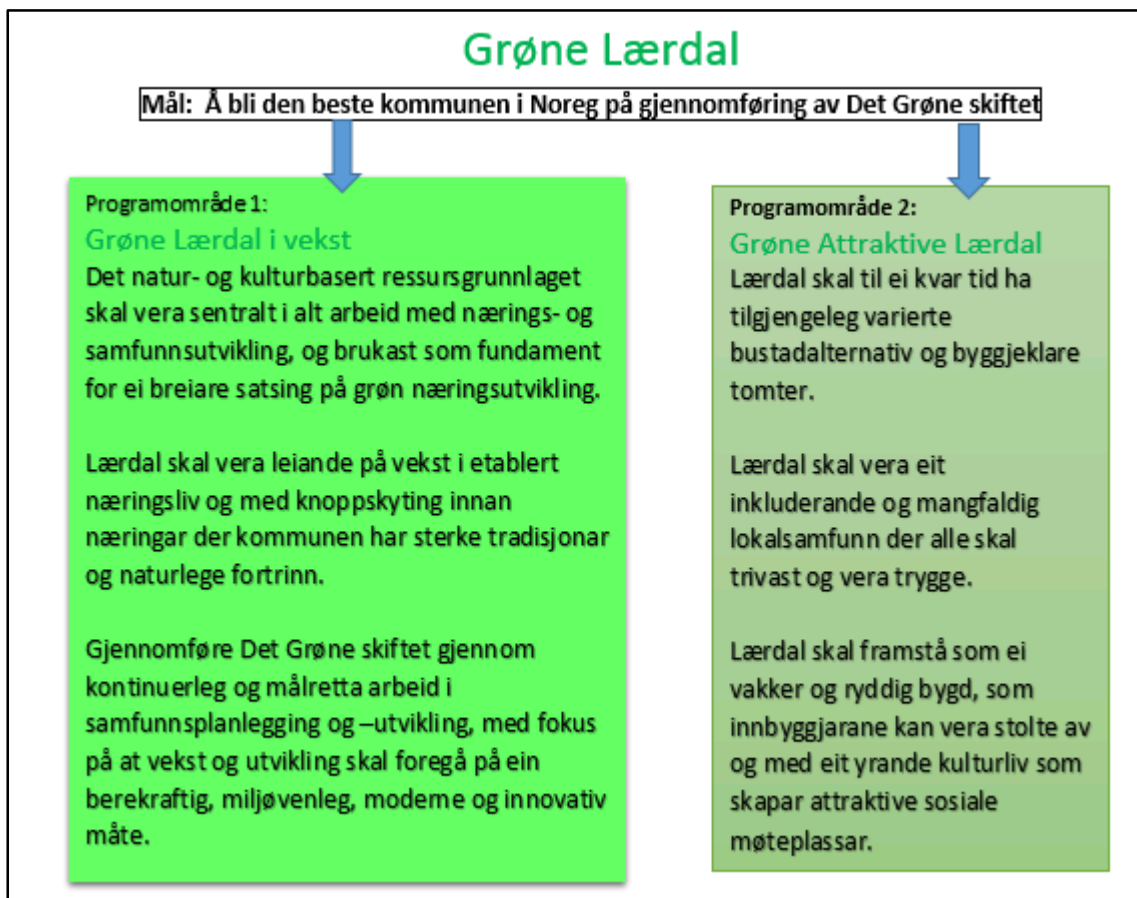 Grøne Lærdal
Mål:  Å bli den beste kommunen i Noreg på gjennomføring av Det Grøne skiftet
Programområde 1:
Grøne Lærdal i vekst
Det natur- og kulturbasert ressursgrunnlaget
skal vera sentralt i alt arbeid med nærings- og
samfunnsutvikling, og brukast som fundament
for ei breiare satsing på grøn næringsutvikling.
Lærdal skal vera leiande på vekst i etablert
næringsliv og med knoppskyting innan
næringar der kommunen har sterke tradisjonar
og naturlege fortrinn.
Gjennomføre Det Grøne skiftet gjennom
kontinuerleg og målretta arbeid i
samfunnsplanlegging og –utvikling, med fokus
på at vekst og utvikling skal foregå på ein
berekraftig, miljøvenleg, moderne og innovativ
måte.
Programområde 2:
Grøne Attraktive Lærdal
Lærdal skal til ei kvar tid ha
tilgjengeleg varierte
bustadalternativ og byggjeklare
tomter.
Lærdal skal vera eit
inkluderande og mangfaldig
lokalsamfunn der alle skal
trivast og vera trygge.
Lærdal skal framstå som ei
vakker og ryddig bygd, som
innbyggjarane kan vera stolte av
og med eit yrande kulturliv som
skapar attraktive sosiale
møteplassar.